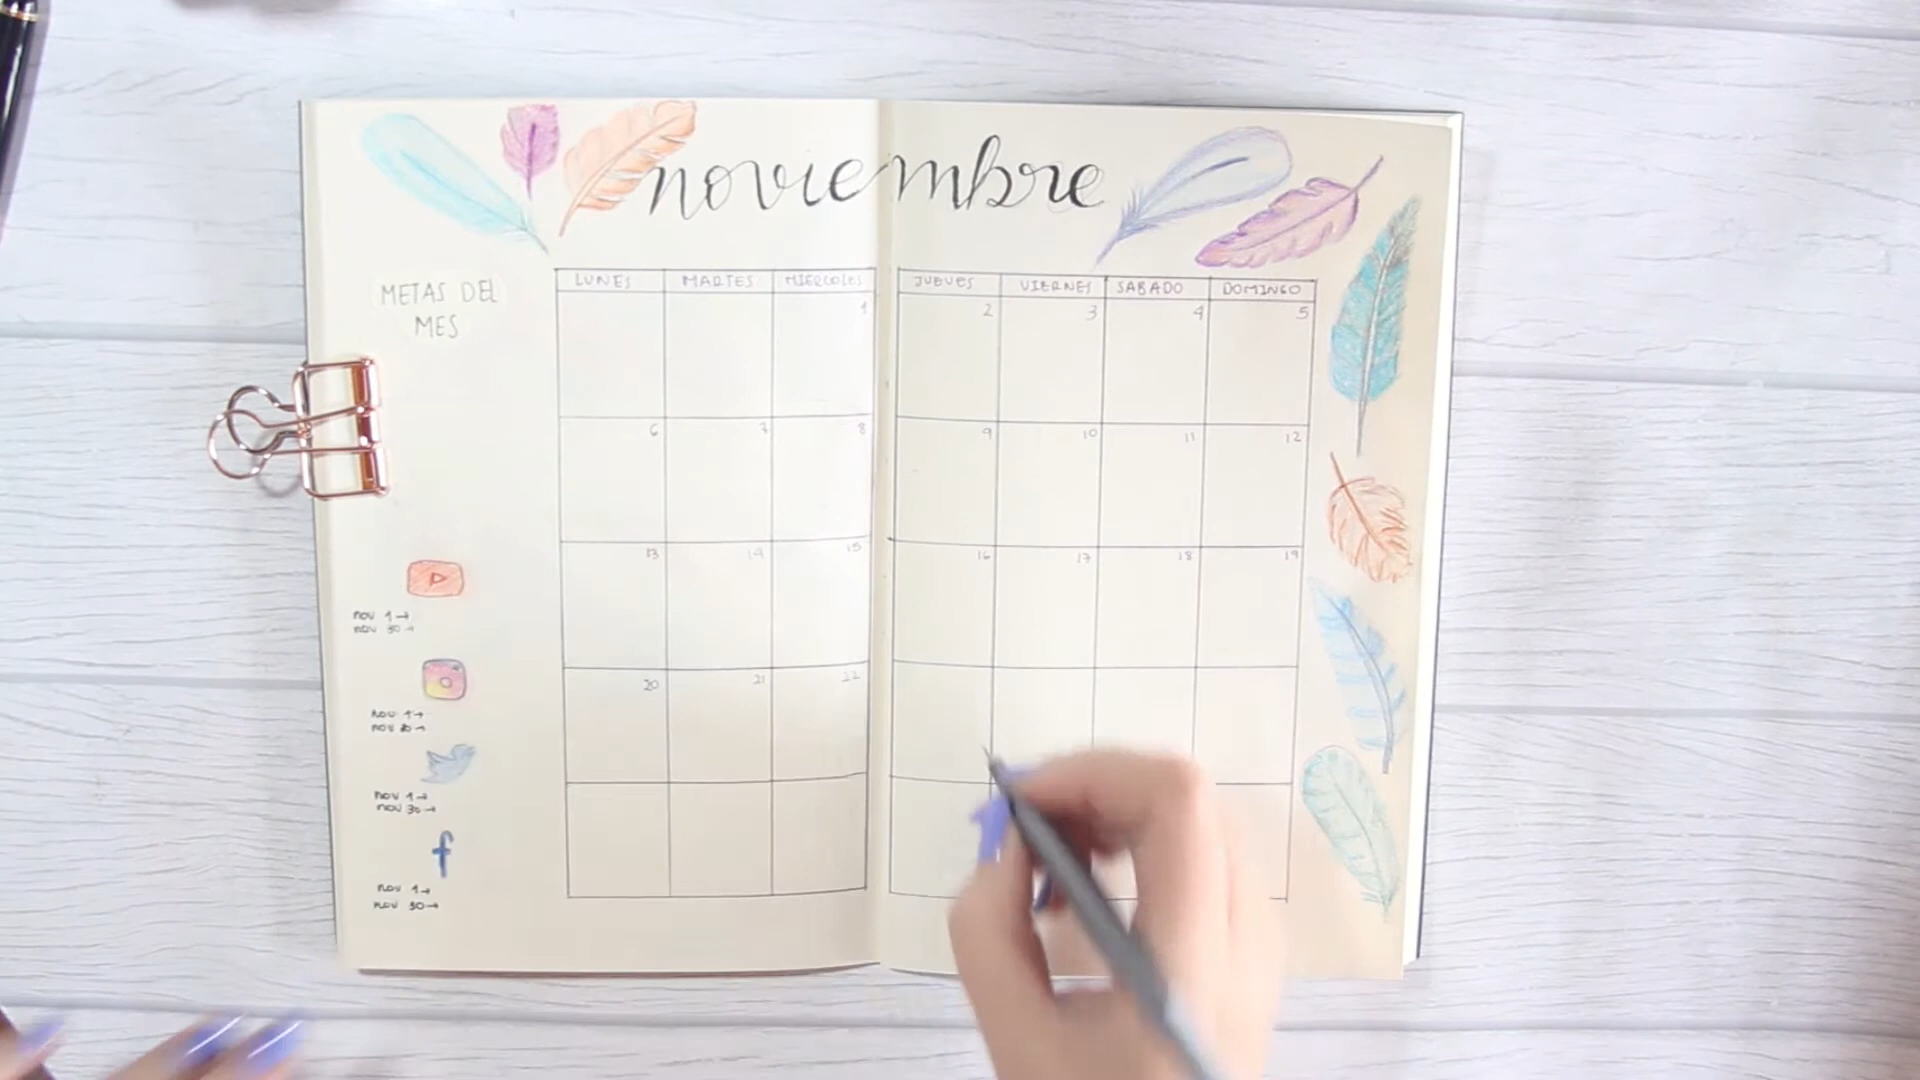 noviembre
METAS DEL
MES
LUNES MARTES MIERCOLES JUEVES VIERNES SABADO DOMINGO
1 2 3 4 5
6 7 8 9 10 11 12
13 14 15 16 17 18 19
20 21 22
nov 1→
nov 30→
nov 1→
nov 30→
nov 1→
nov 30→
f
nov 1→
nov 30→